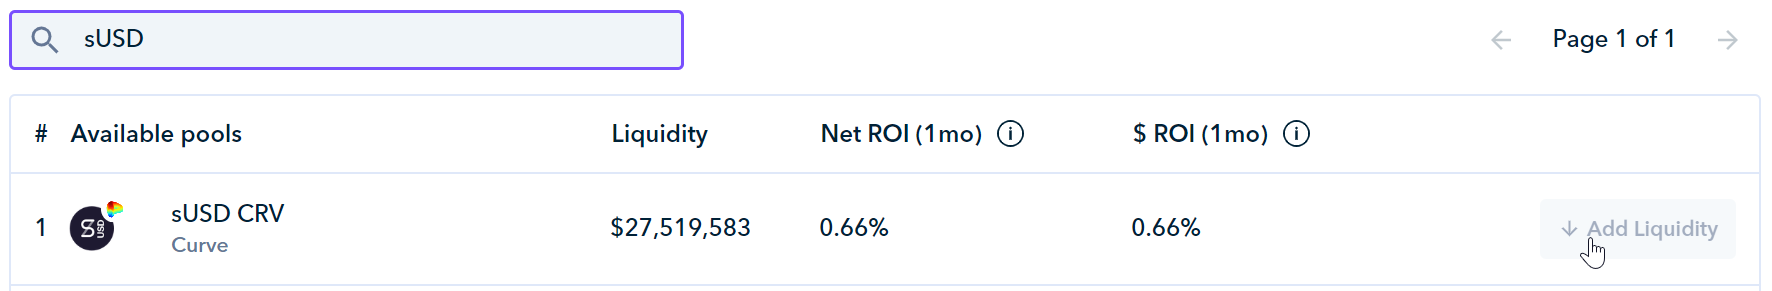 sUSD
Page 1 of 1
# Available pools Liquidity Net ROI (1mo) $ ROI (1mo)
1 sUSD CRV $27,519,583 0.66% 0.66% Add Liquidity
Curve